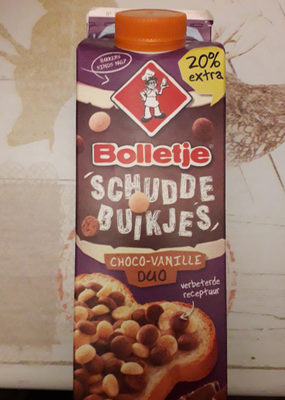 BAKKERS
SINDS 1867
20%
extra
Bolletje
SCHUDDE
BUIKJES
CHOCO-VANILLE
DUO
verbeterde
receptuur